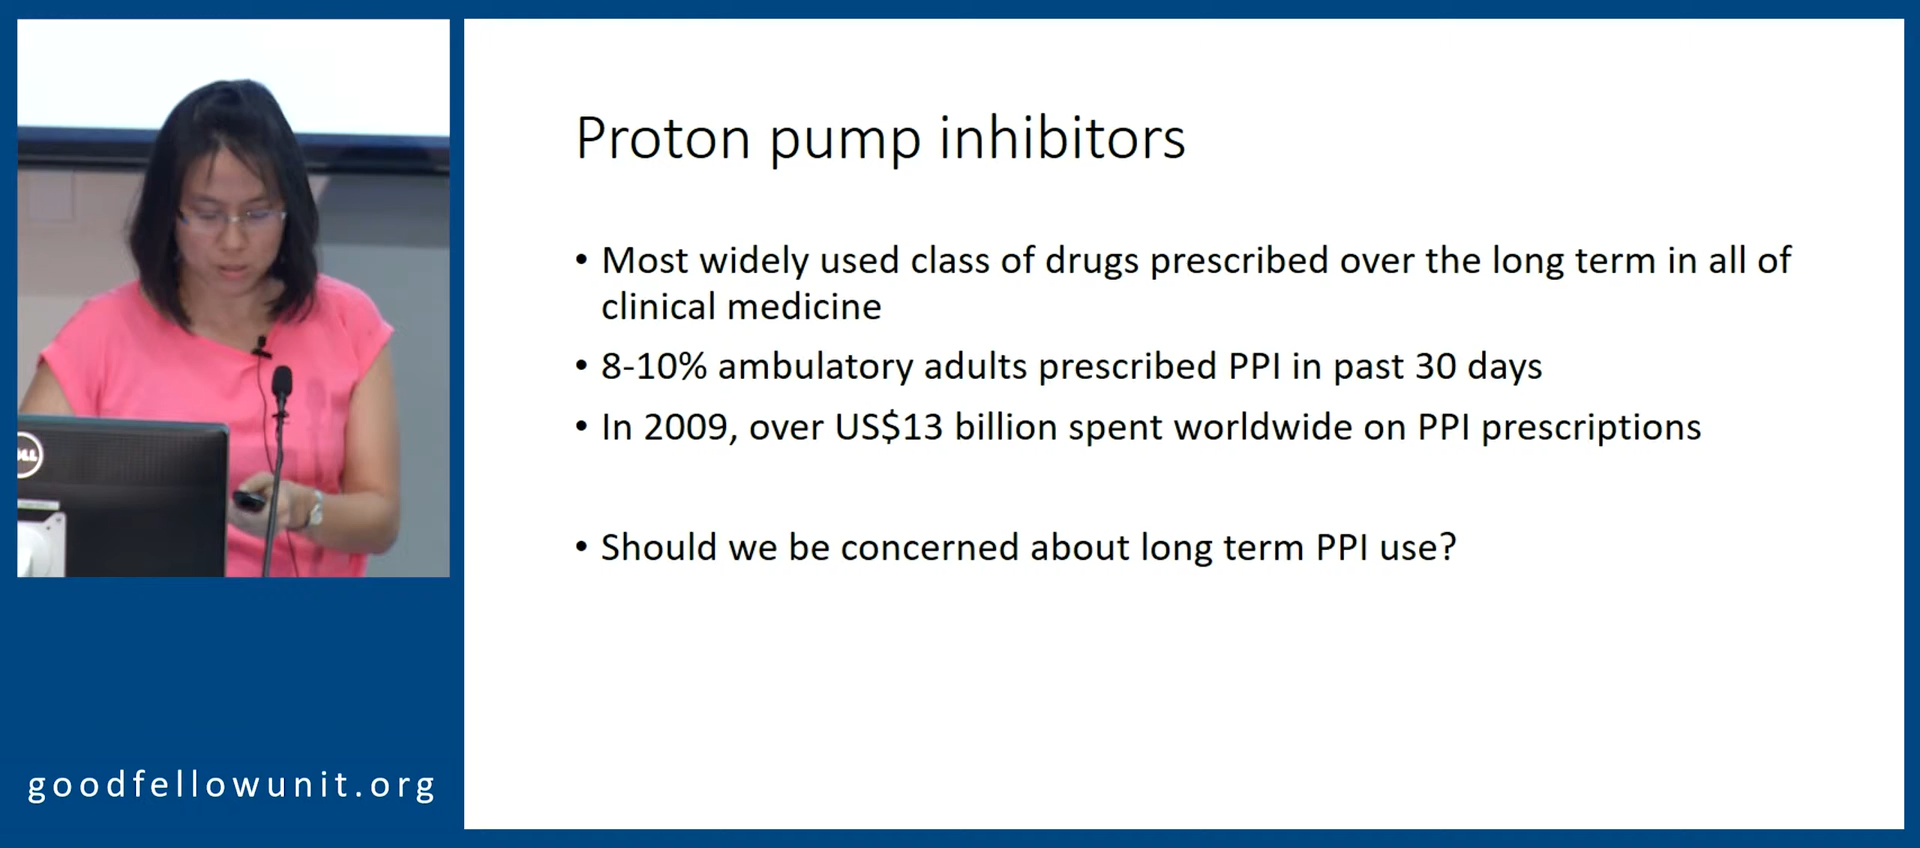 Proton pump inhibitors
• Most widely used class of drugs prescribed over the long term in all of
clinical medicine
• 8-10% ambulatory adults prescribed PPI in past 30 days
• In 2009, over US$13 billion spent worldwide on PPI prescriptions
• Should we be concerned about long term PPI use?
goodfellowunit.org